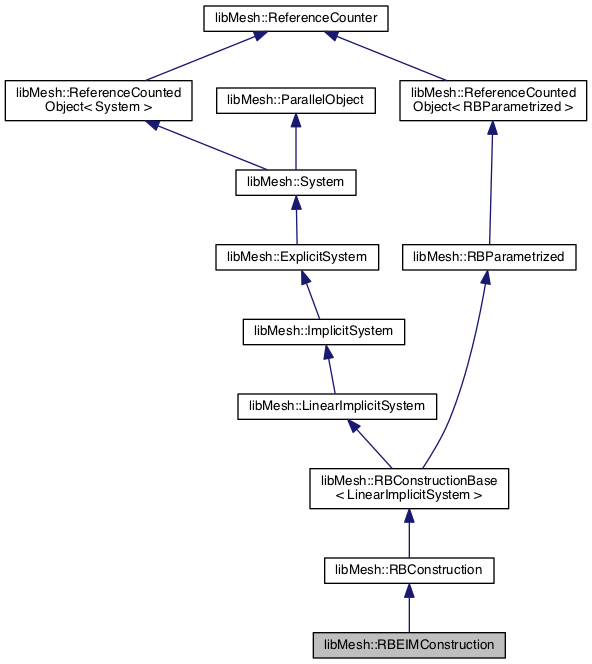 libMesh::ReferenceCounter
libMesh::ReferenceCounted
Object< System >
libMesh::ParallelObject
libMesh::ReferenceCounted
Object< RBParametrized >
libMesh::System
libMesh::ExplicitSystem
libMesh::RBParametrized
libMesh::ImplicitSystem
libMesh::LinearImplicitSystem
libMesh::RBConstructionBase
< LinearImplicitSystem >
libMesh::RBConstruction
libMesh::RBEIMConstruction